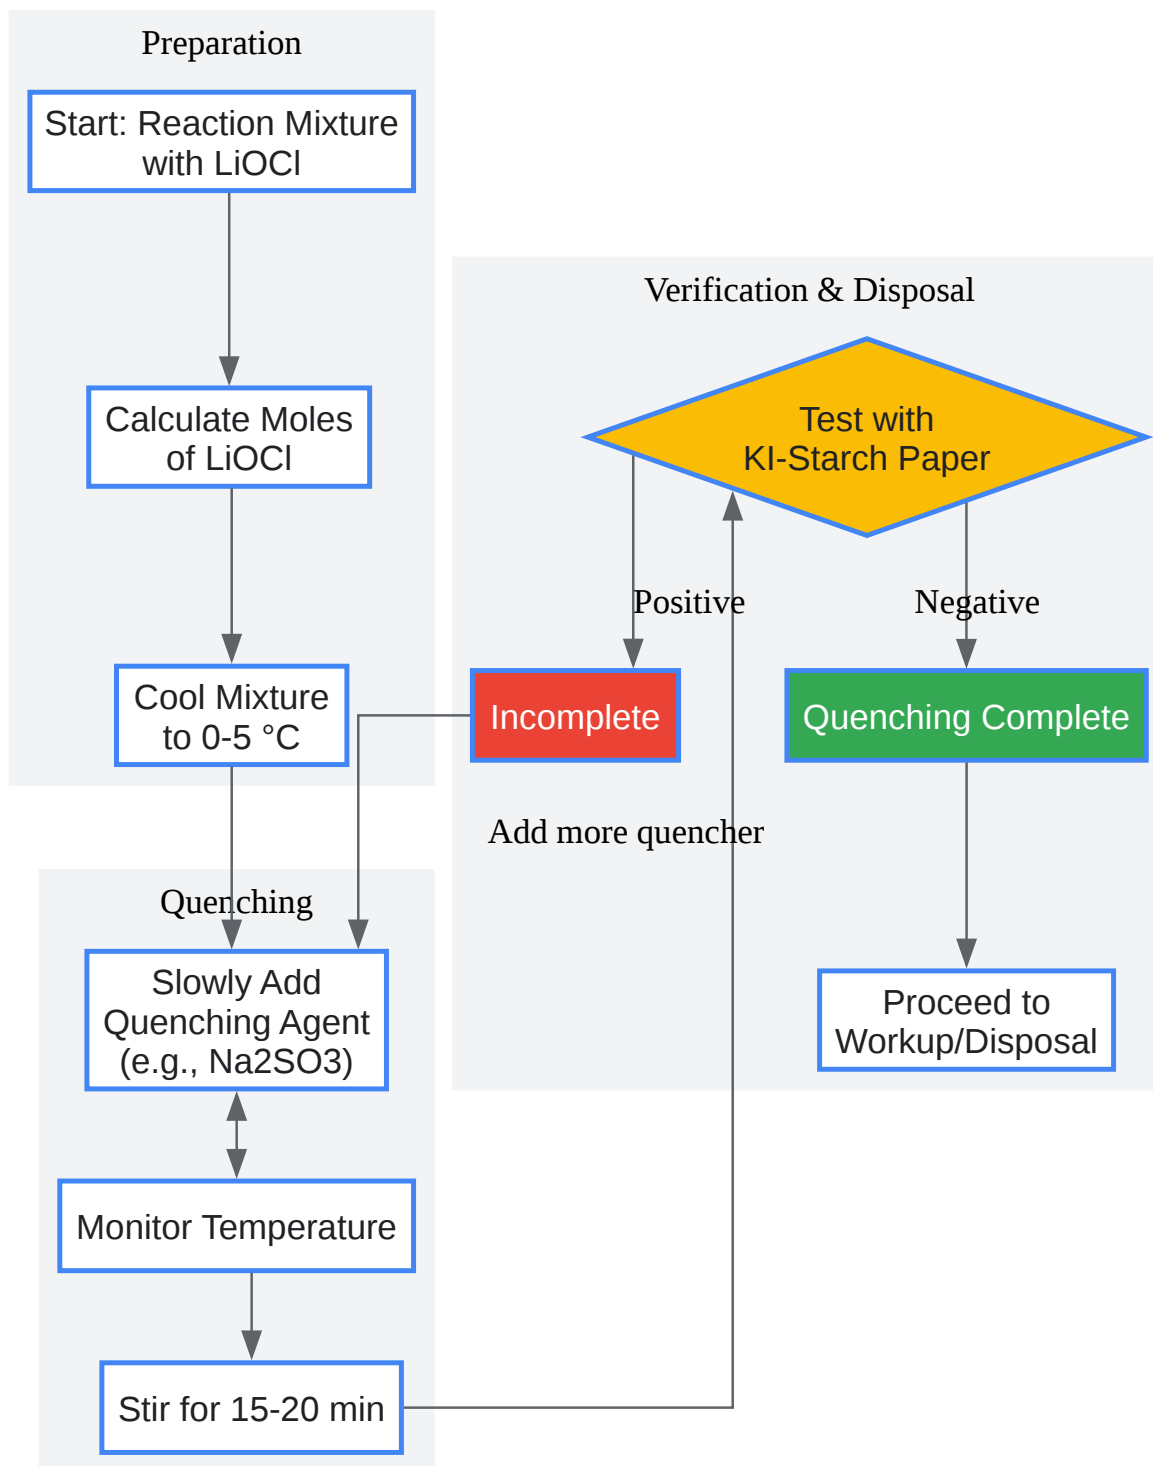 Preparation
Start: Reaction Mixture
with LiOCl
Calculate Moles
of LiOCl
Cool Mixture
to 0-5 °C
Quenching
Slowly Add
Quenching Agent
(e.g., Na2SO3)
Monitor Temperature
Stir for 15-20 min
Verification & Disposal
Test with
KI-Starch Paper
Positive
Negative
Incomplete
Quenching Complete
Add more quencher
Proceed to
Workup/Disposal